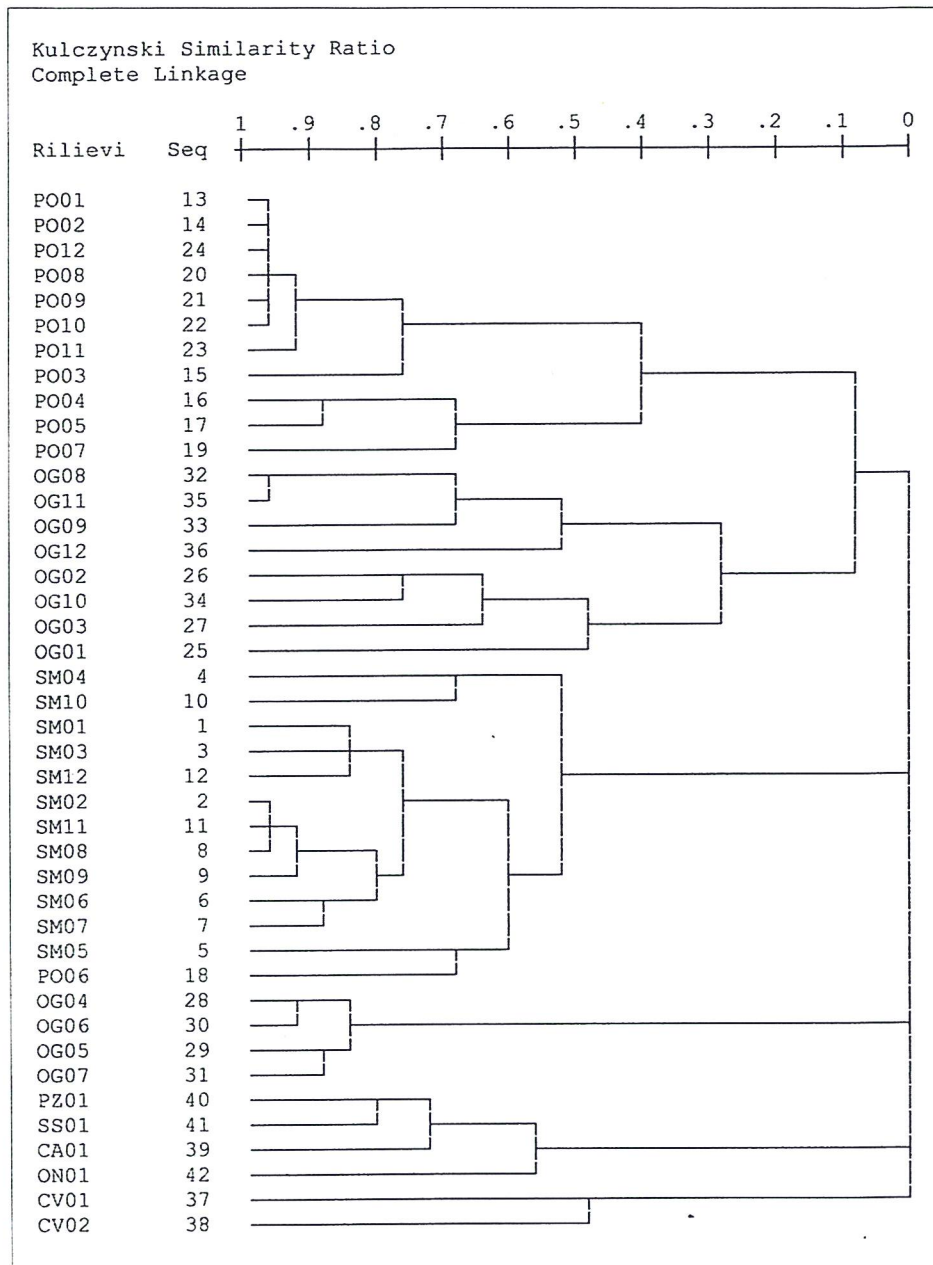 Kulczynski Similarity Ratio
Complete Linkage
1 .9 .8 .7 .6 .5 .4 .3 .2 .1 0
Rilievi Seq
PO01 13
PO02 14
PO12 24
PO08 20
PO09 21
PO10 22
PO11 23
PO03 15
PO04 16
PO05 17
PO07 19
OG08 32
OG11 35
OG09 33
OG12 36
OG02 26
OG10 34
OG03 27
OG01 25
SM04 4
SM10 10
SM01 1
SM03 3
SM12 12
SM02 2
SM11 11
SM08 8
SM09 9
SM06 6
SM07 7
SM05 5
PO06 18
OG04 28
OG06 30
OG05 29
OG07 31
PZ01 40
SS01 41
CA01 39
ON01 42
CV01 37
CV02 38